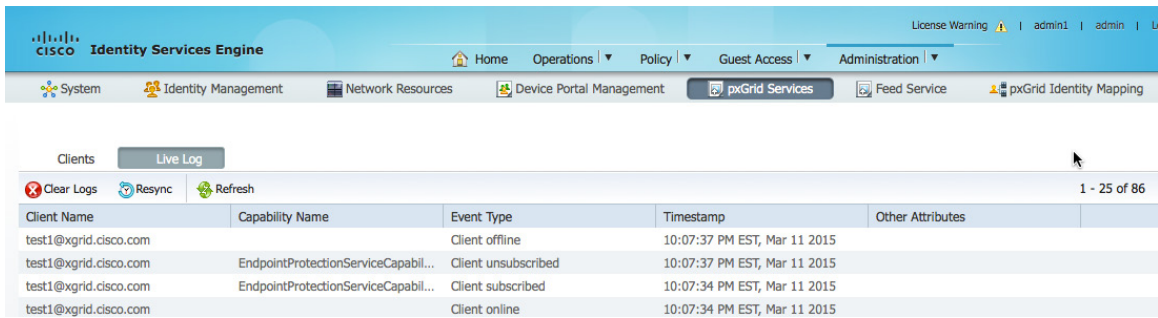 License Warning | admin1 | admin |
CISCO Identity Services Engine
Home Operations Policy Guest Access Administration
System Identity Management Network Resources Device Portal Management pxGrid Services Feed Service pxGrid Identity Mapping
Clients Live Log
Clear Logs Resync Refresh 1 - 25 of 86
Client Name Capability Name Event Type Timestamp Other Attributes
test1@xgrid.cisco.com Client offline 10:07:37 PM EST, Mar 11 2015
test1@xgrid.cisco.com EndpointProtectionServiceCapabil... Client unsubscribed 10:07:37 PM EST, Mar 11 2015
test1@xgrid.cisco.com EndpointProtectionServiceCapabil... Client subscribed 10:07:34 PM EST, Mar 11 2015
test1@xgrid.cisco.com Client online 10:07:34 PM EST, Mar 11 2015